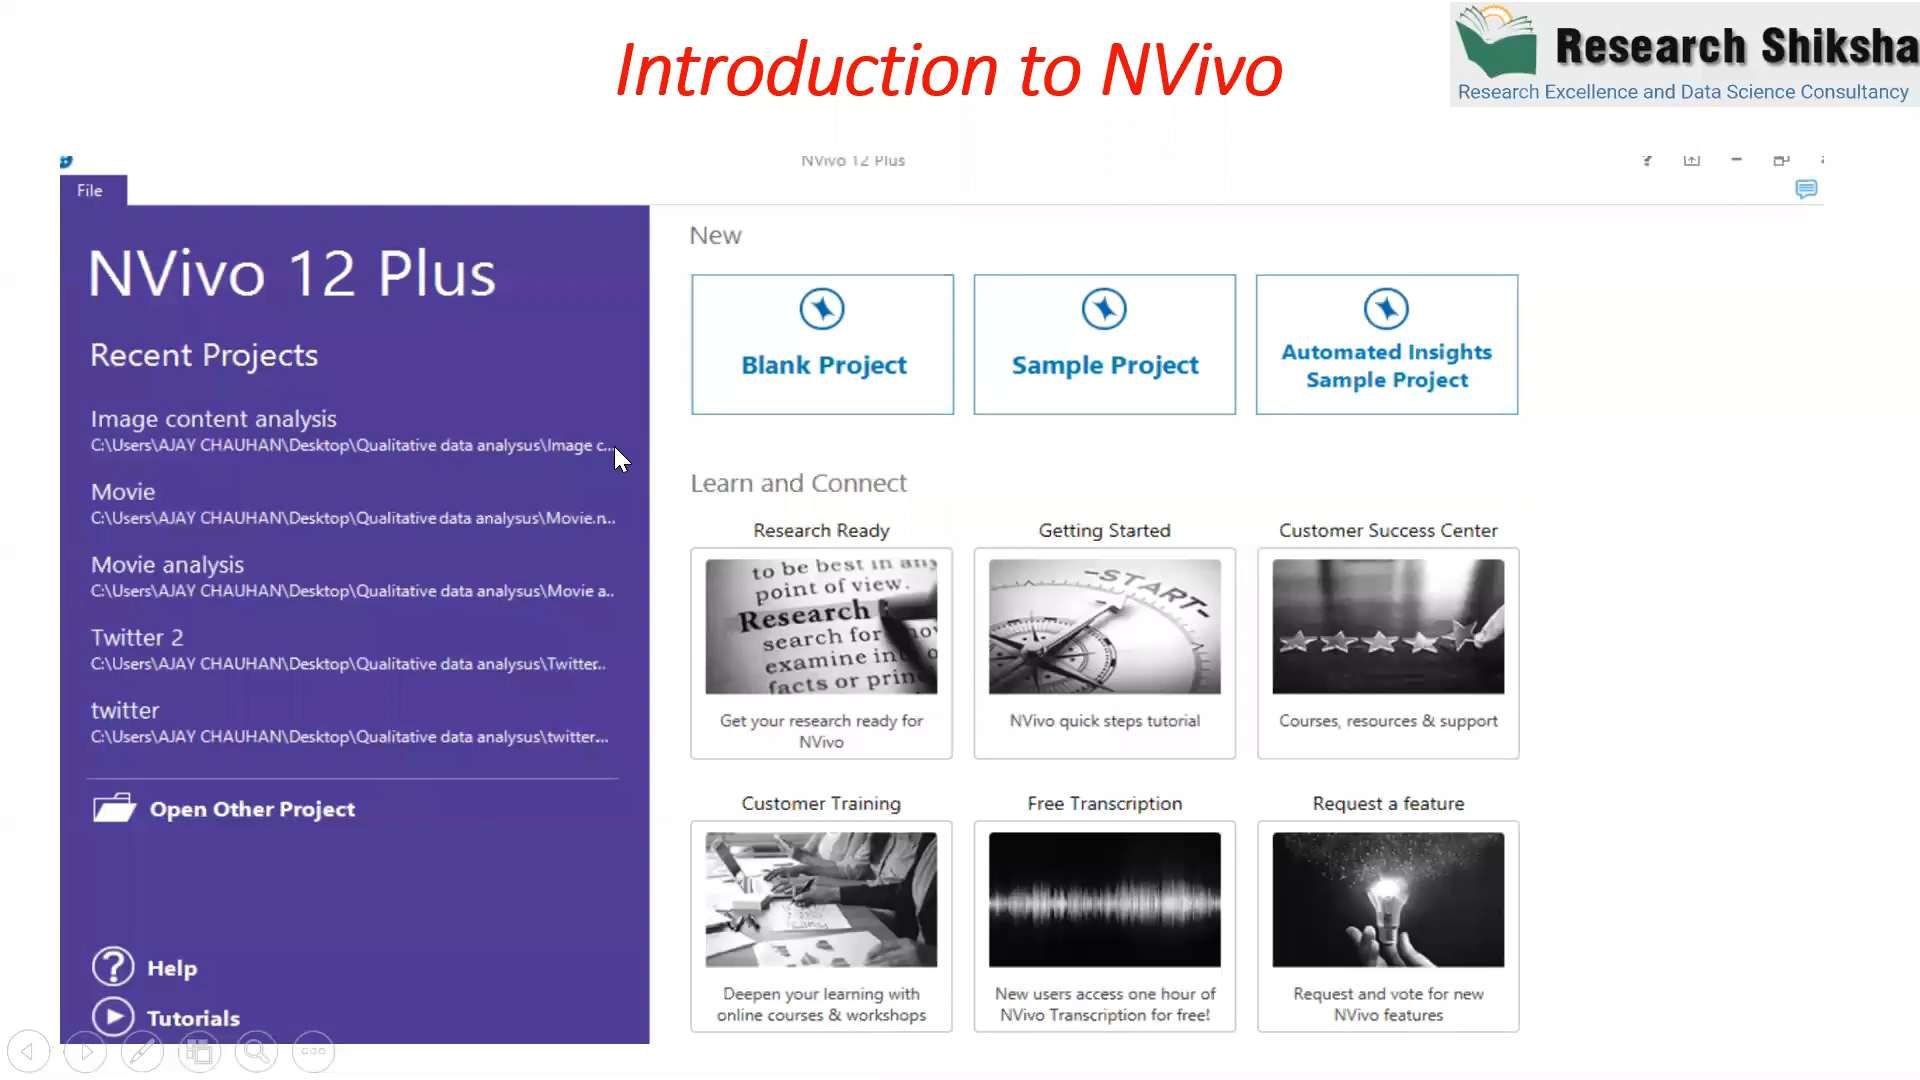 Introduction to NVivo
Research Shiksha
Research Excellence and Data Science Consultancy
NVivo 12 Plus
File
NVivo 12 Plus
Recent Projects
Image content analysis
C:\Users\AJAY CHAUHAN\Desktop\Qualitative data analysus\Image c...
Movie
C:\Users\AJAY CHAUHAN\Desktop\Qualitative data analysus\Movie.n...
Movie analysis
C:\Users\AJAY CHAUHAN\Desktop\Qualitative data analysus\Movie a..
Twitter 2
C:\Users\AJAY CHAUHAN\Desktop\Qualitative data analysus\Twitter..
twitter
C:\Users\AJAY CHAUHAN\Desktop\Qualitative data analysus\twitter...
Open Other Project
Help
Tutorials
New
Blank Project
Sample Project
Automated Insights
Sample Project
Learn and Connect
Research Ready
to be best in any
point of view.
Research
search for
examine in
facts or prin
Get your research ready for
NVivo
Getting Started
START
NVivo quick steps tutorial
Customer Success Center
Courses, resources & support
Customer Training
Deepen your learning with
online courses & workshops
Free Transcription
New users access one hour of
NVivo Transcription for free!
Request a feature
Request and vote for new
NVivo features